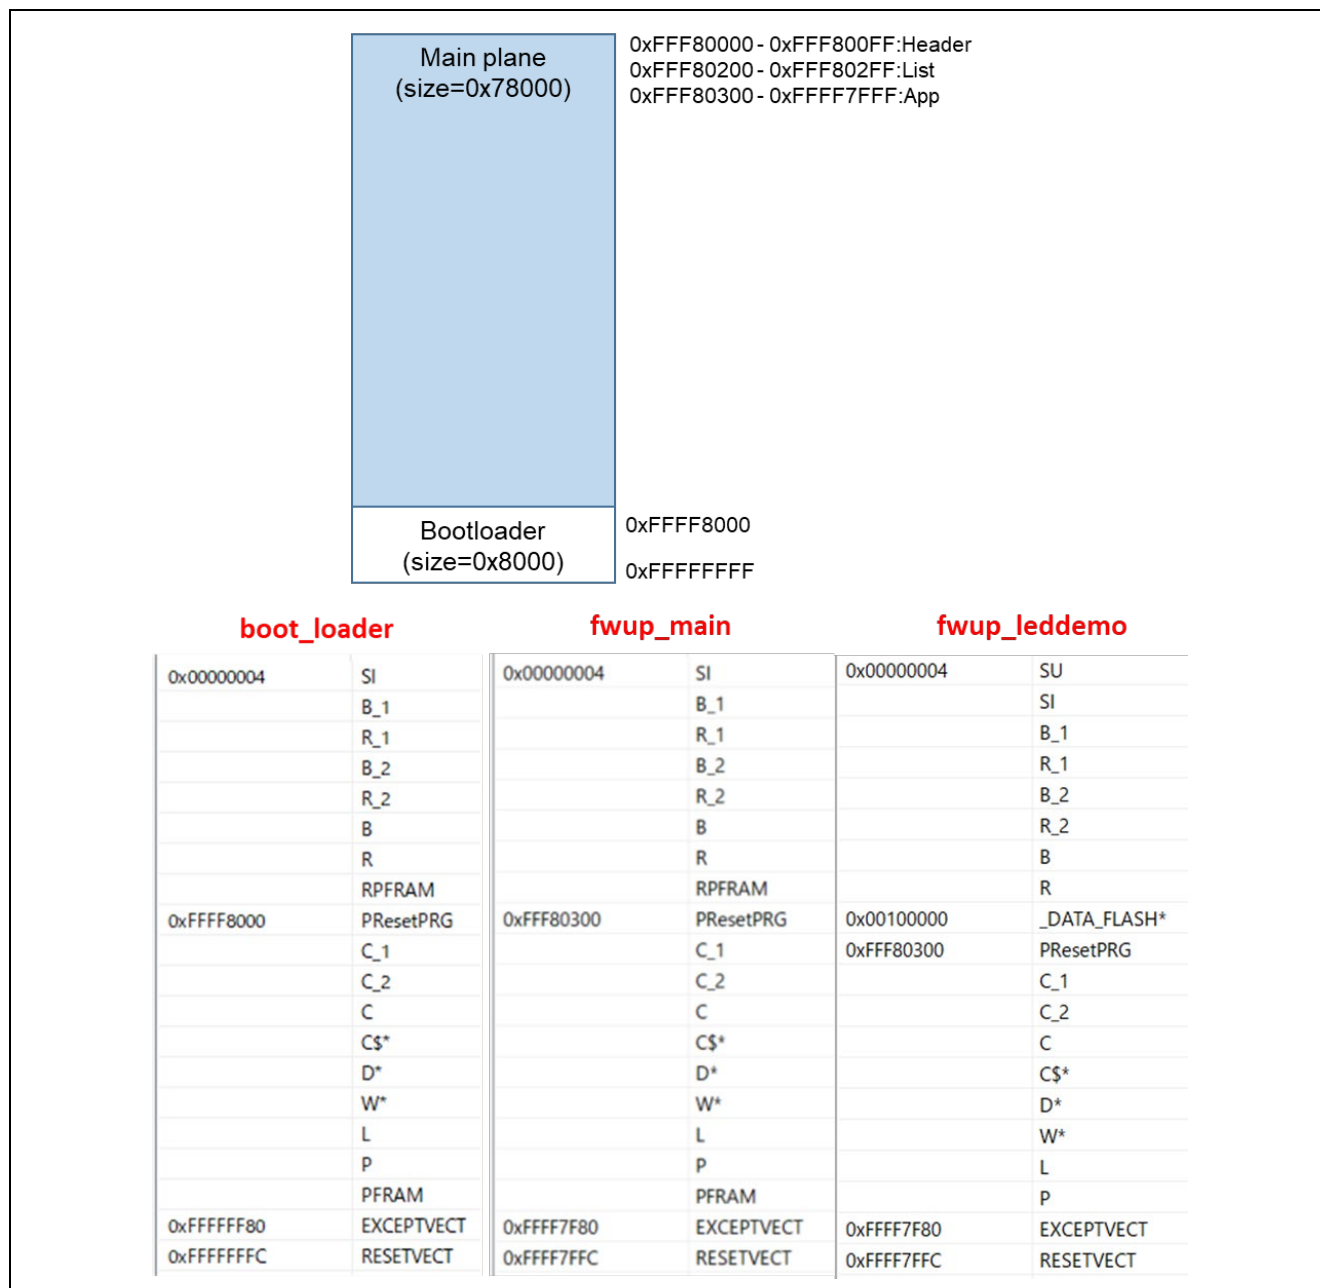 Main plane
(size=0x78000)
0xFFF80000 - 0xFFF800FF:Header
0xFFF80200 - 0xFFF802FF:List
0xFFF80300 - 0xFFFF7FFF:App
Bootloader
(size=0x8000)
0xFFFF8000
0xFFFFFFFF
boot_loader
0x00000004 SI
B_1
R_1
B_2
R_2
B
R
RPFRAM
0xFFFF8000 PResetPRG
C_1
C_2
C
C$*
D*
W*
L
P
PFRAM
0xFFFFFF80 EXCEPTVECT
0xFFFFFFFC RESETVECT
fwup_main
0x00000004 SI
B_1
R_1
B_2
R_2
B
R
RPFRAM
0xFFF80300 PResetPRG
C_1
C_2
C
C$*
D*
W*
L
P
PFRAM
0xFFFF7F80 EXCEPTVECT
0xFFFF7FFC RESETVECT
fwup_leddemo
0x00000004 SU
SI
B_1
R_1
B_2
R_2
B
R
0x00100000 _DATA_FLASH*
0xFFF80300 PResetPRG
C_1
C_2
C
C$*
D*
W*
L
P
0xFFFF7F80 EXCEPTVECT
0xFFFF7FFC RESETVECT